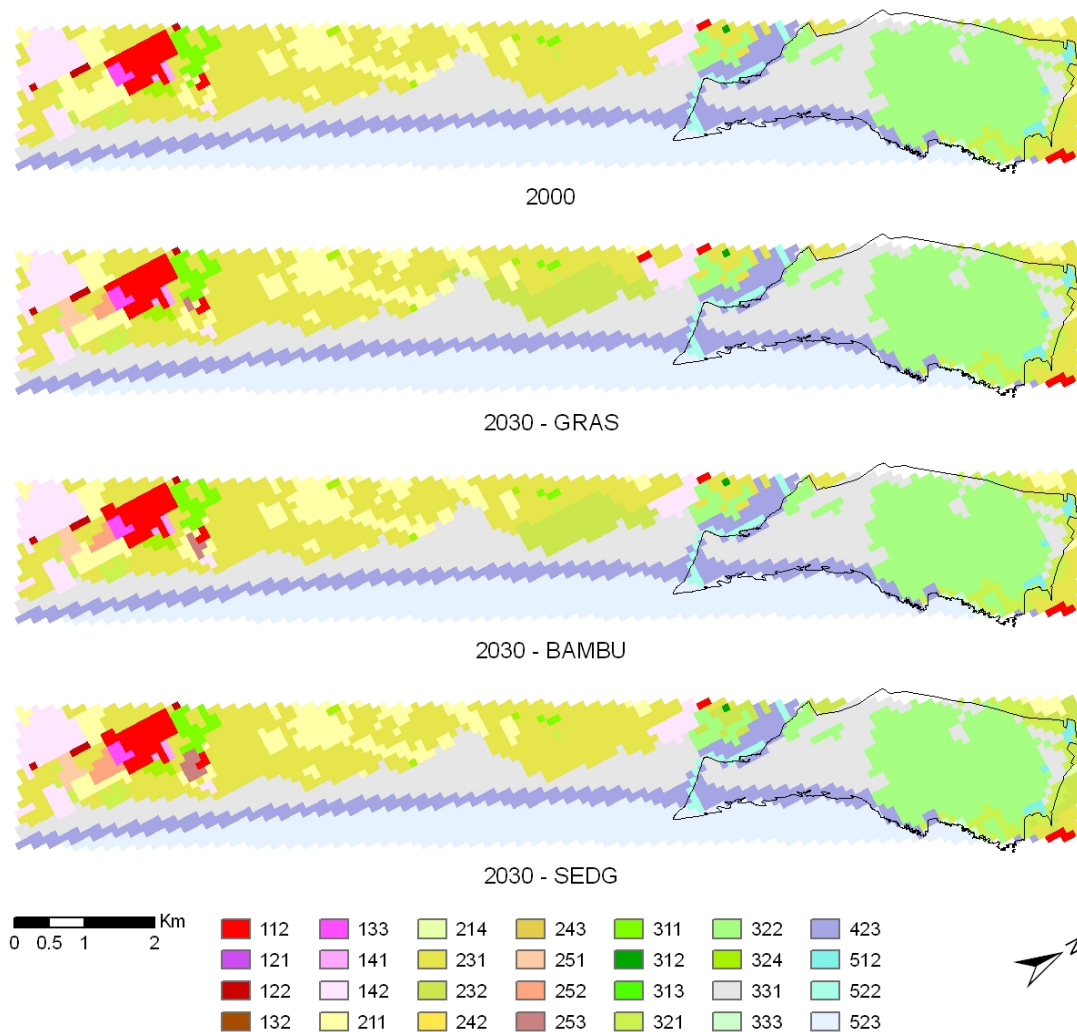 2000
2030 - GRAS
2030 - BAMBU
2030 - SEDG
Km
0 0.5 1 2
112 133 214 243 311 322 423
121 141 231 251 312 324 512
122 142 232 252 313 331 522
132 211 242 253 321 333 523
N